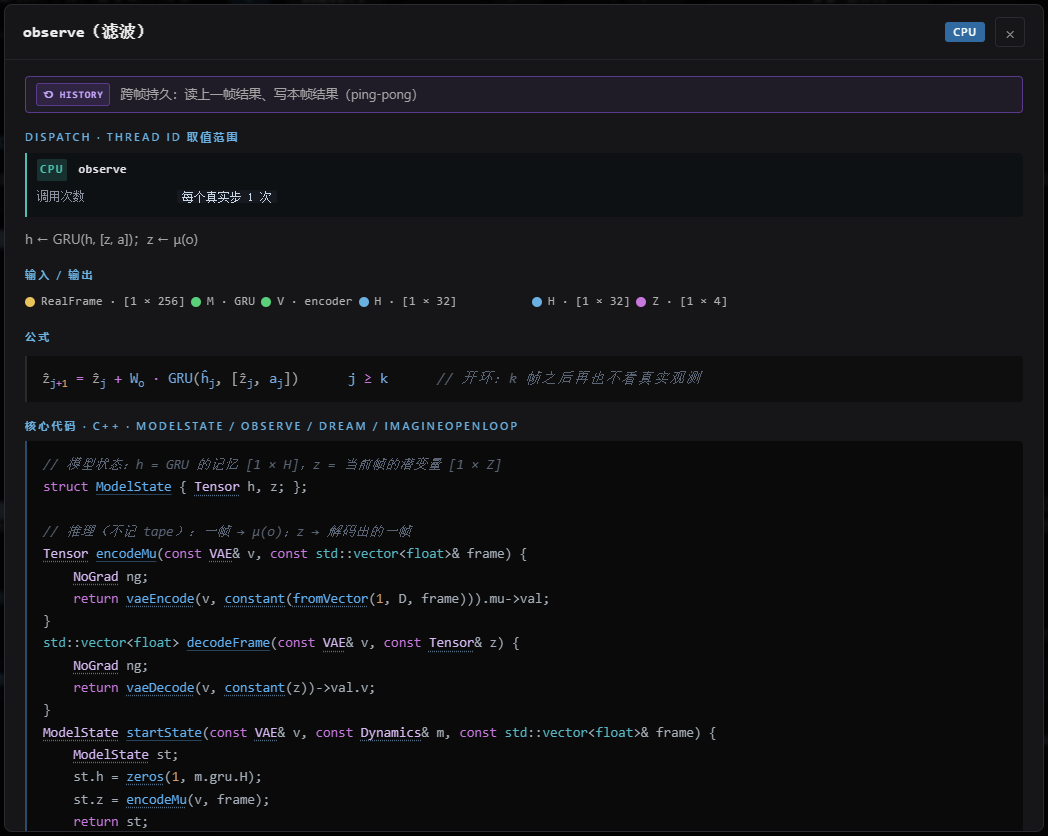 observe（滤波）
CPU
×
HISTORY 跨帧持久：读上一帧结果、写本帧结果（ping-pong）
DISPATCH · THREAD ID 取值范围
CPU observe
调用次数 每个真实步 1 次
h ← GRU(h, [z, a])；z ← μ(o)
输入 / 输出
RealFrame · [1 × 256] M · GRU V · encoder H · [1 × 32] H · [1 × 32] Z · [1 × 4]
公式
ẑj+1 = ẑj + Wo · GRU(ĥj, [ẑj, aj]) j ≥ k // 开环：k 帧之后再也不看真实观测
核心代码 · C++ · MODELSTATE / OBSERVE / DREAM / IMAGINEOPENLOOP
// 模型状态：h = GRU 的记忆 [1 × H]，z = 当前帧的潜变量 [1 × Z]
struct ModelState { Tensor h, z; };
// 推理（不记 tape）：一帧 → μ(o)；z → 解码出的一帧
Tensor encodeMu(const VAE& v, const std::vector<float>& frame) {
NoGrad ng;
return vaeEncode(v, constant(fromVector(1, D, frame))).mu->val;
}
std::vector<float> decodeFrame(const VAE& v, const Tensor& z) {
NoGrad ng;
return vaeDecode(v, constant(z))->val.v;
}
ModelState startState(const VAE& v, const Dynamics& m, const std::vector<float>& frame) {
ModelState st;
st.h = zeros(1, m.gru.H);
st.z = encodeMu(v, frame);
return st;